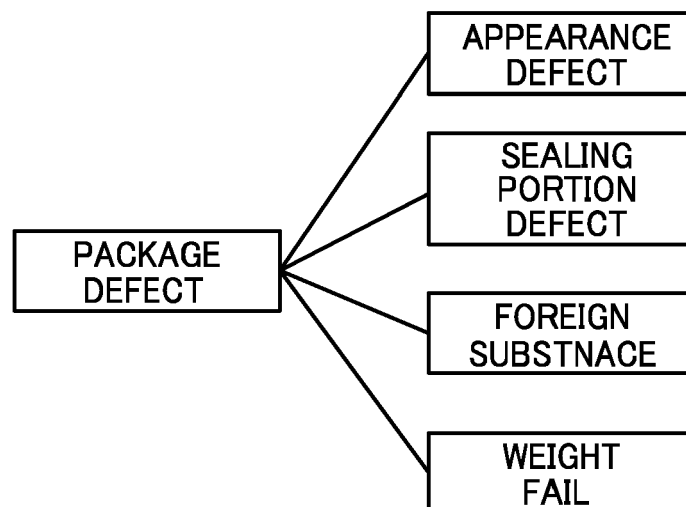 APPEARANCE
DEFECT
SEALING
PORTION
DEFECT
PACKAGE
DEFECT
FOREIGN
SUBSTNACE
WEIGHT
FAIL